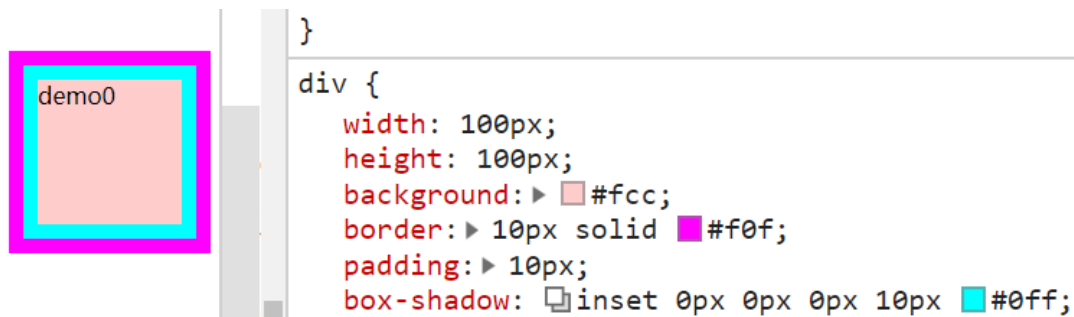 demo0
}
div {
width: 100px;
height: 100px;
background: #fcc;
border: 10px solid #f0f;
padding: 10px;
box-shadow: inset 0px 0px 0px 10px #0ff;